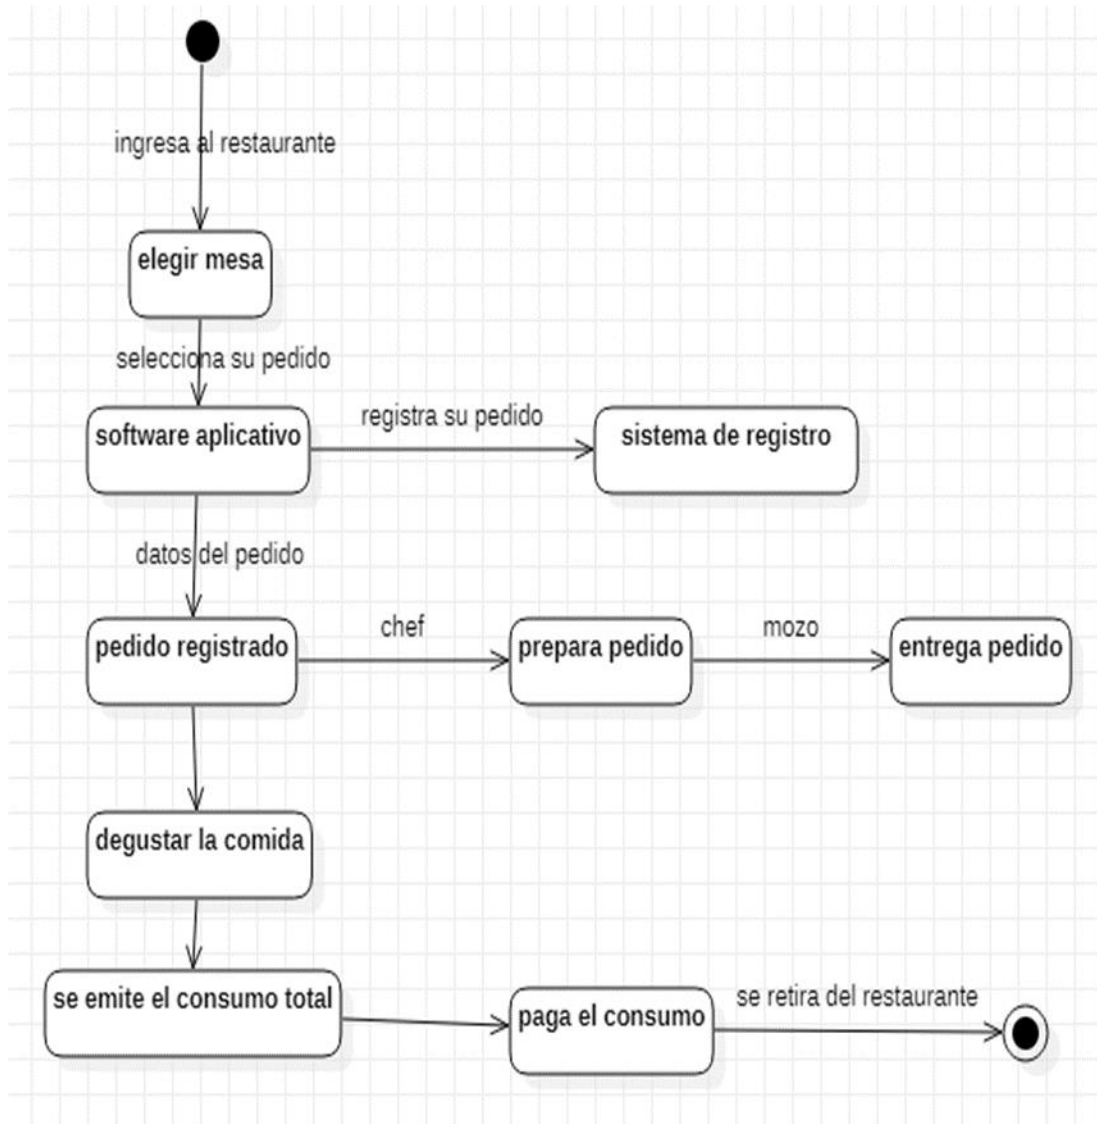 ingresa al restaurante
elegir mesa
selecciona su pedido
software aplicativo
registra su pedido
sistema de registro
datos del pedido
pedido registrado
chef
prepara pedido
mozo
entrega pedido
degustar la comida
se emite el consumo total
paga el consumo
se retira del restaurante